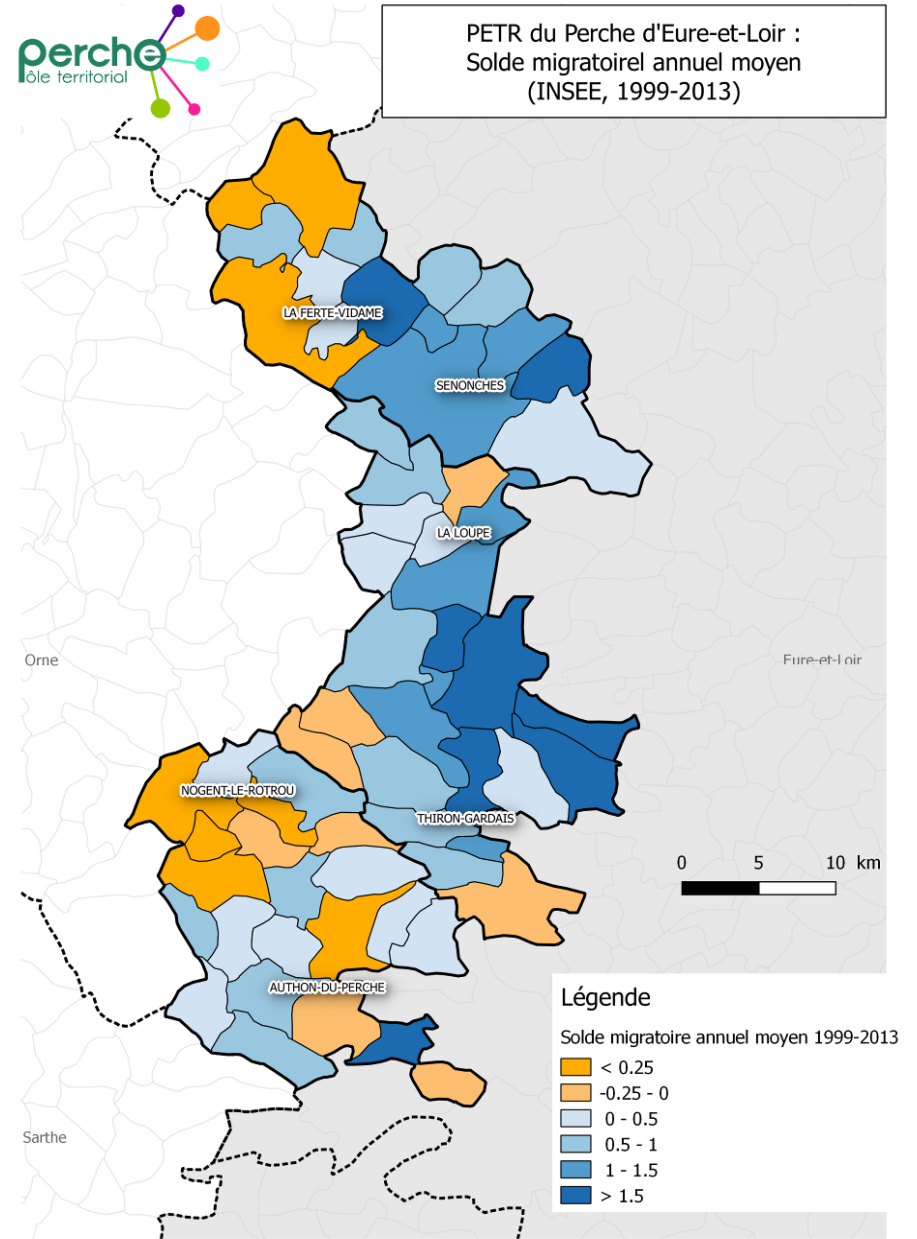 perche
pôle territorial
PETR du Perche d'Eure-et-Loir :
Solde migratoirel annuel moyen
(INSEE, 1999-2013)
LA FERTE-VIDAME
SENONCHES
LA LOUPE
Orne
Eure-et-Loir
NOGENT-LE-ROTROU
THIRON-GARDAIS
0 5 10 km
AUTHON-DU-PERCHE
Légende
Solde migratoire annuel moyen 1999-2013
< 0.25
-0.25 - 0
0 - 0.5
0.5 - 1
1 - 1.5
> 1.5
Sarthe